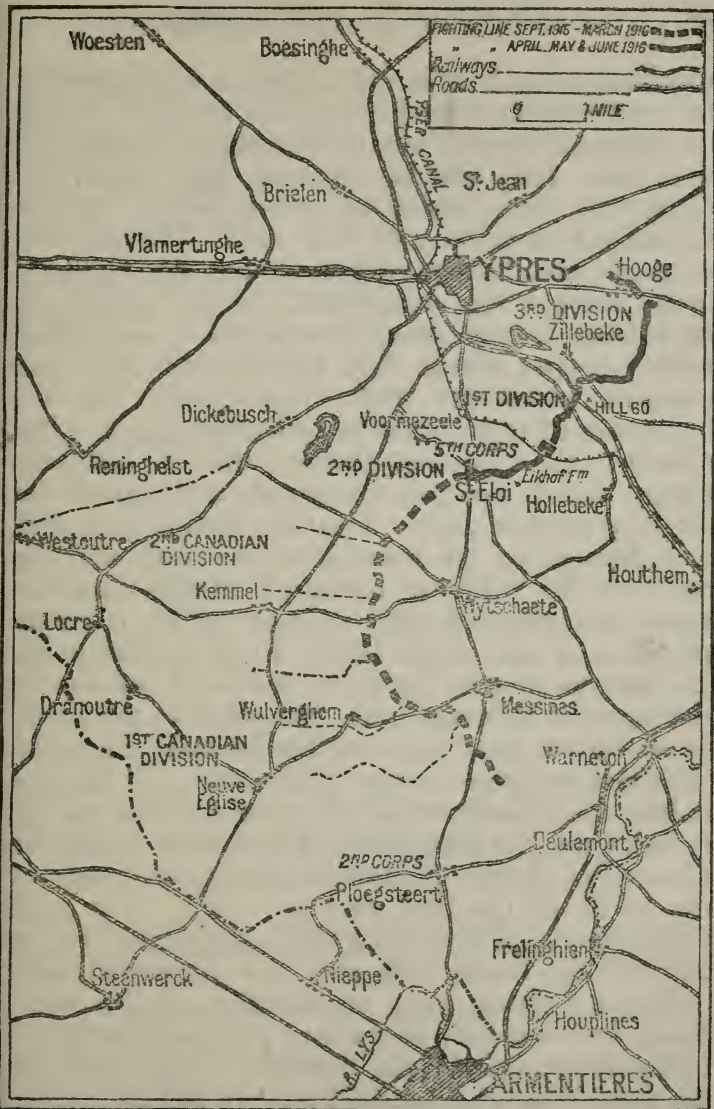 FIGHTING LINE SEPT. 1915 - MARCH 1916
" " APRIL, MAY & JUNE 1916
Railways
Roads
0 1 MILE
Woesten
Boesinghe
YSER CANAL
St Jean
Brielen
Vlamertinghe
YPRES
Hooge
3RD DIVISION
Zillebeke
1ST DIVISION
HILL 60
Dickebusch
Voormezeele
5TH CORPS
Reninghelst
2ND DIVISION
Eikhof Fm
St Eloi
Hollebeke
Westoutre
2ND CANADIAN
DIVISION
Houthem
Kemmel
Wytschaete
Locre
Dranoutre
Wulverghem
Messines
1ST CANADIAN
DIVISION
Warneton
Neuve
Eglise
Deulemont
2ND CORPS
Ploegsteert
Frelinghien
Steenwerck
Nieppe
Houplines
R. LYS
ARMENTIERES